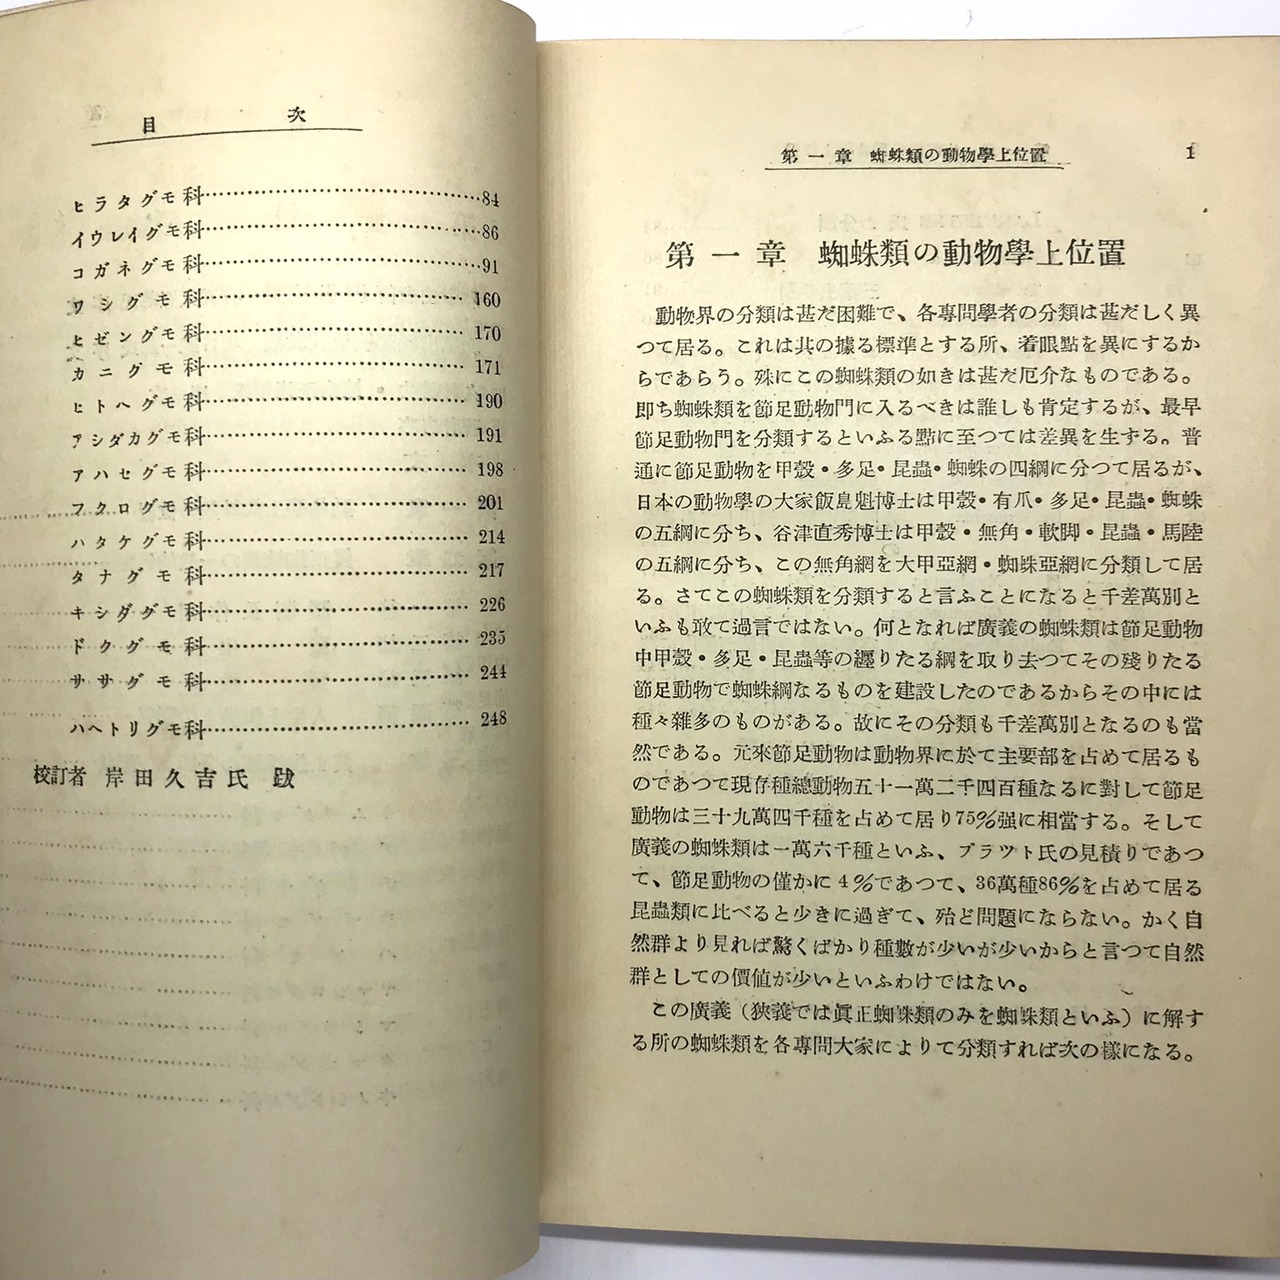 目　次
ヒラタグモ科……………………………84
イウレイグモ科……………………………86
コガネグモ科……………………………91
ワシグモ科……………………………160
ヒゼングモ科……………………………170
カニグモ科……………………………171
ヒトヘグモ科……………………………190
アシダカグモ科……………………………191
アハセグモ科……………………………198
フクログモ科……………………………201
ハタケグモ科……………………………214
タナグモ科……………………………217
キシダグモ科……………………………226
ドクグモ科……………………………235
ササグモ科……………………………244
ハヘトリグモ科……………………………248
校訂者　岸田久吉氏　跋
第一章　蜘蛛類の動物學上位置　1
第一章　蜘蛛類の動物學上位置
動物界の分類は甚だ困難で、各專問學者の分類は甚だしく異
つて居る。これは其の據る標準とする所、着眼點を異にするか
らであらう。殊にこの蜘蛛類の如きは甚だ厄介なものである。
即ち蜘蛛類を節足動物門に入るべきは誰しも肯定するが、最早
節足動物門を分類するといふる點に至つては差異を生ずる。普
通に節足動物を甲殼・多足・昆蟲・蜘蛛の四綱に分つて居るが、
日本の動物學の大家飯島魁博士は甲殼・有爪・多足・昆蟲・蜘蛛
の五綱に分ち、谷津直秀博士は甲殼・無角・軟脚・昆蟲・馬陸
の五綱に分ち、この無角網を大甲亞綱・蜘蛛亞綱に分類して居
る。さてこの蜘蛛類を分類すると言ふことになると千差萬別と
いふも敢て過言ではない。何となれば廣義の蜘蛛類は節足動物
中甲殼・多足・昆蟲等の纒りたる綱を取り去つてその殘りたる
節足動物で蜘蛛綱なるものを建設したのであるからその中には
種々雜多のものがある。故にその分類も千差萬別となるのも當
然である。元來節足動物は動物界に於て主要部を占めて居るも
のであつて現存種總動物五十一萬二千四百種なるに對して節足
動物は三十九萬四千種を占めて居り75%强に相當する。そして
廣義の蜘蛛類は一萬六千種といふ、プラツト氏の見積りであつ
て、節足動物の僅かに4%であつて、36萬種86%を占めて居る
昆蟲類に比べると少きに過ぎて、殆ど問題にならない。かく自
然群より見れば驚くばかり種數が少いが少いからと言つて自然
群としての價値が少いといふわけではない。
この廣義（狹義では眞正蜘蛛類のみを蜘蛛類といふ）に解す
る所の蜘蛛類を各專問大家によりて分類すれば次の樣になる。